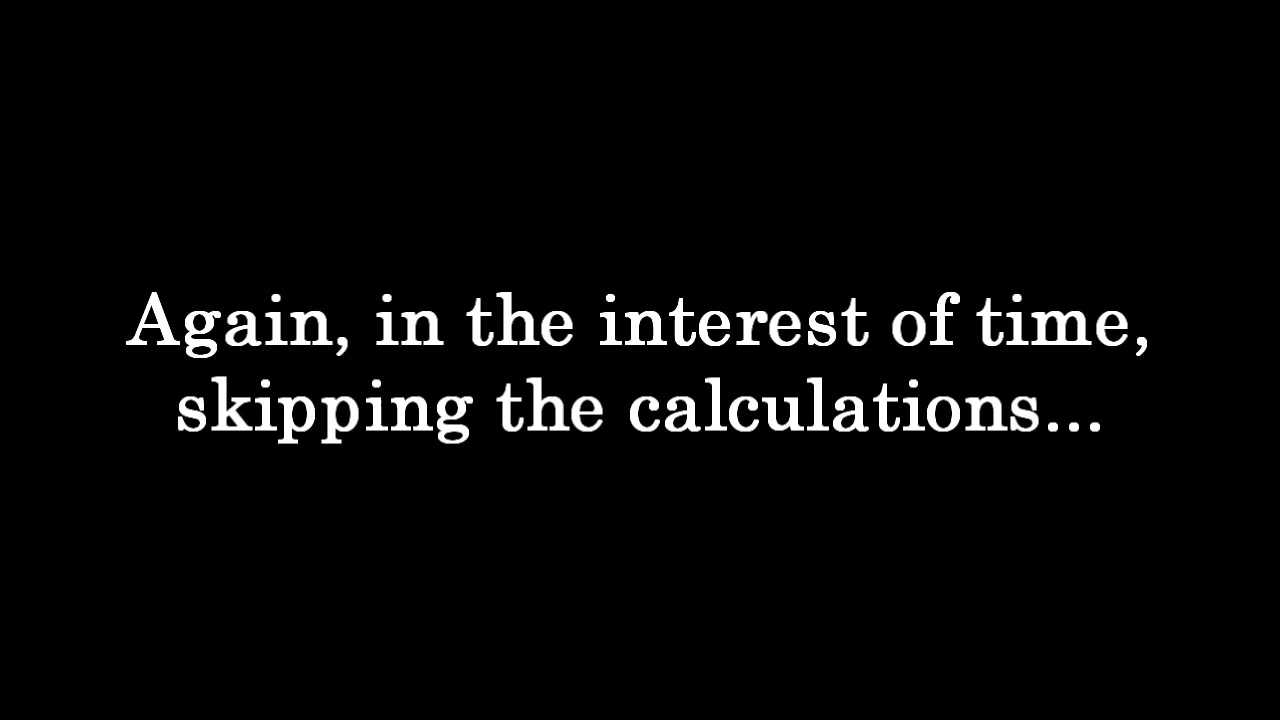 Again, in the interest of time,
skipping the calculations...